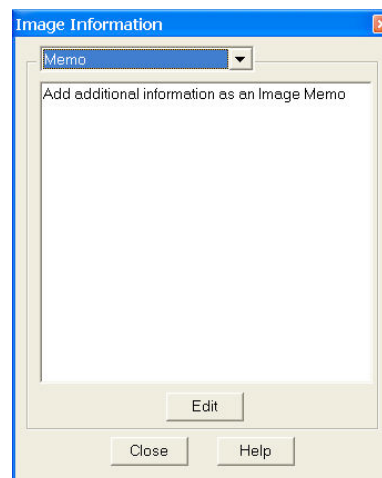 Image Information
Memo
Add additional information as an Image Memo
Edit
Close Help